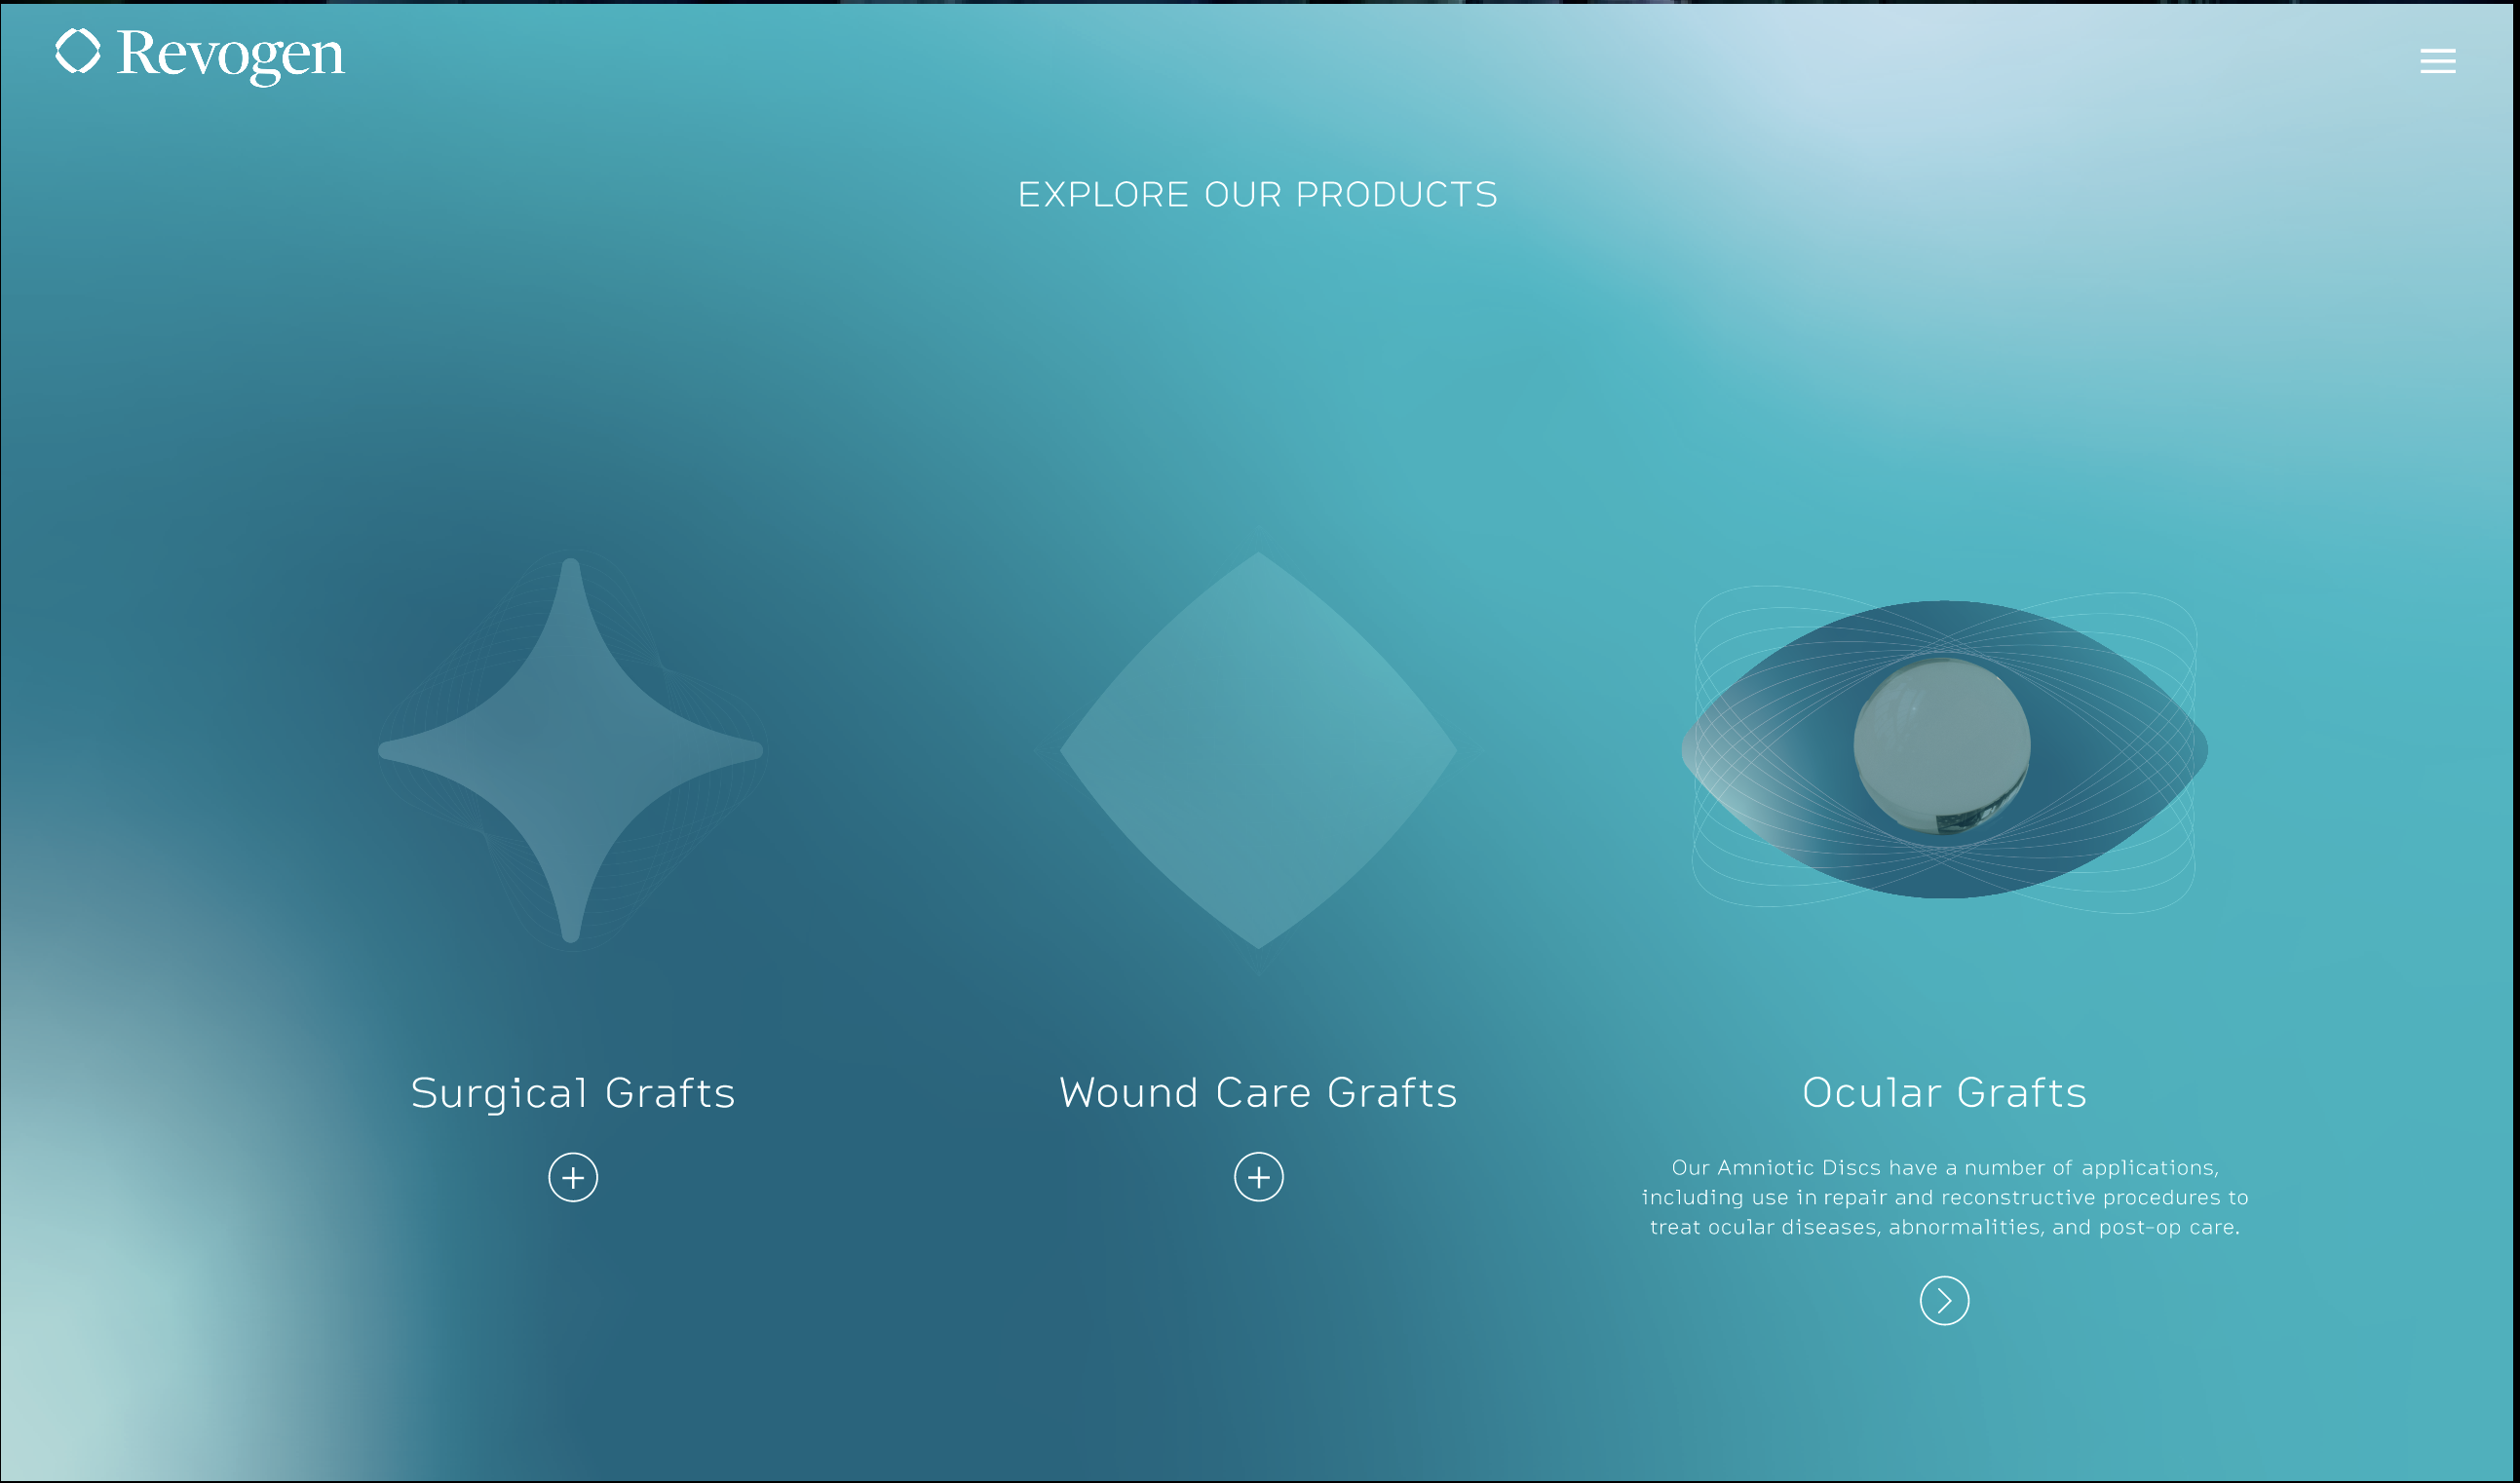 Revogen
EXPLORE OUR PRODUCTS
Surgical Grafts
Wound Care Grafts
Ocular Grafts
Our Amniotic Discs have a number of applications,
including use in repair and reconstructive procedures to
treat ocular diseases, abnormalities, and post-op care.